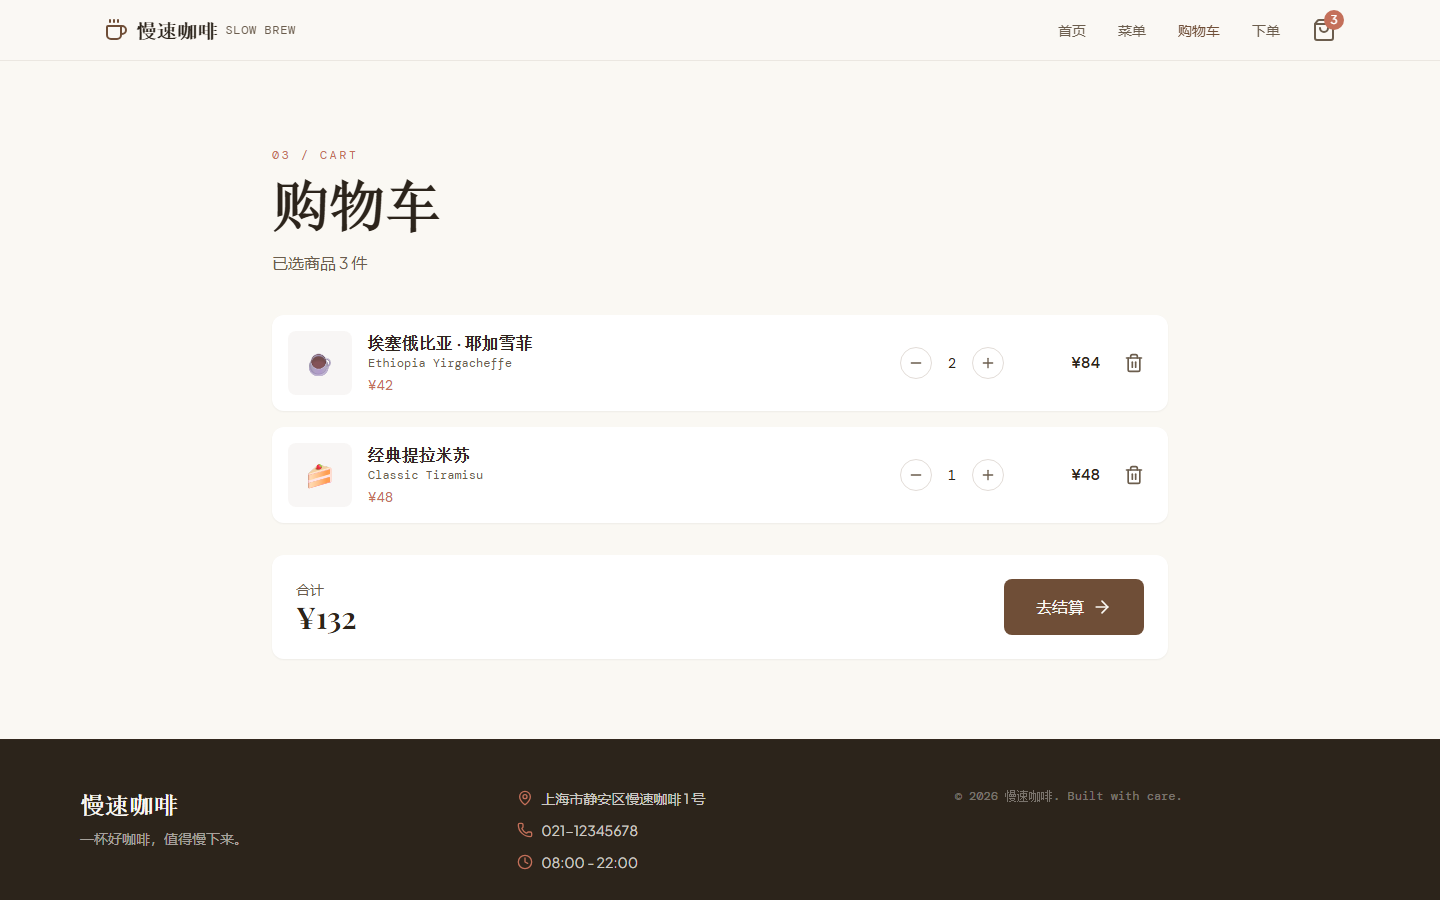 慢速咖啡 SLOW BREW
首页 菜单 购物车 下单 3
03 / CART
购物车
已选商品 3 件
埃塞俄比亚 · 耶加雪菲
Ethiopia Yirgacheffe
¥42
2
¥84
经典提拉米苏
Classic Tiramisu
¥48
1
¥48
合计
¥132
去结算
慢速咖啡
一杯好咖啡，值得慢下来。
上海市静安区慢速咖啡1号
021-12345678
08:00 - 22:00
© 2026 慢速咖啡. Built with care.